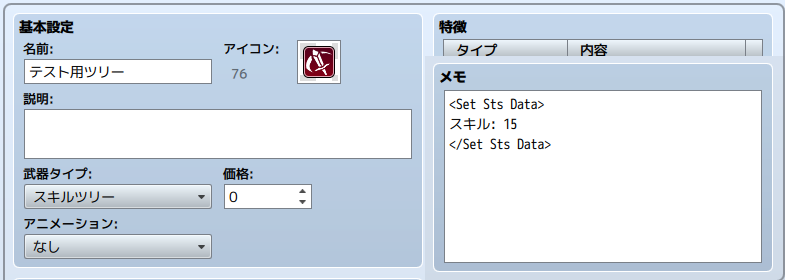 基本設定
名前:
アイコン:
テスト用ツリー
76
説明:
武器タイプ:
価格:
スキルツリー
0
アニメーション:
なし
特徴
タイプ
内容
メモ
<Set Sts Data>
スキル: 15
</Set Sts Data>